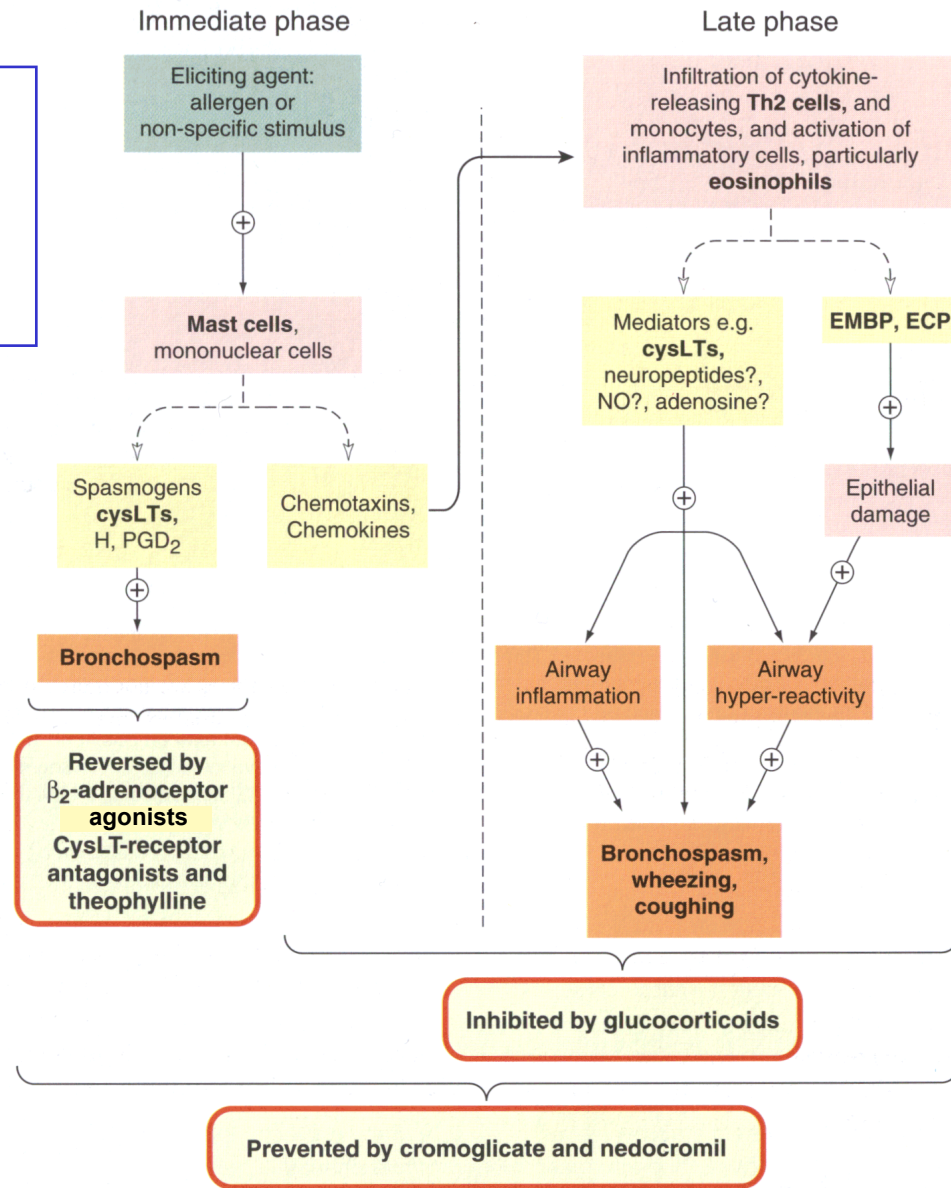 Immediate phase
Eliciting agent:
allergen or
non-specific stimulus
+
Mast cells,
mononuclear cells
Spasmogens
cysLTs,
H, PGD₂
Chemotaxins,
Chemokines
+
Bronchospasm
Reversed by
β₂-adrenoceptor
agonists
CysLT-receptor
antagonists and
theophylline
Late phase
Infiltration of cytokine-
releasing Th2 cells, and
monocytes, and activation of
inflammatory cells, particularly
eosinophils
Mediators e.g.
cysLTs,
neuropeptides?,
NO?, adenosine?
EMBP, ECP
+
+
Epithelial
damage
+
Airway
inflammation
Airway
hyper-reactivity
+
+
Bronchospasm,
wheezing,
coughing
Inhibited by glucocorticoids
Prevented by cromoglicate and nedocromil